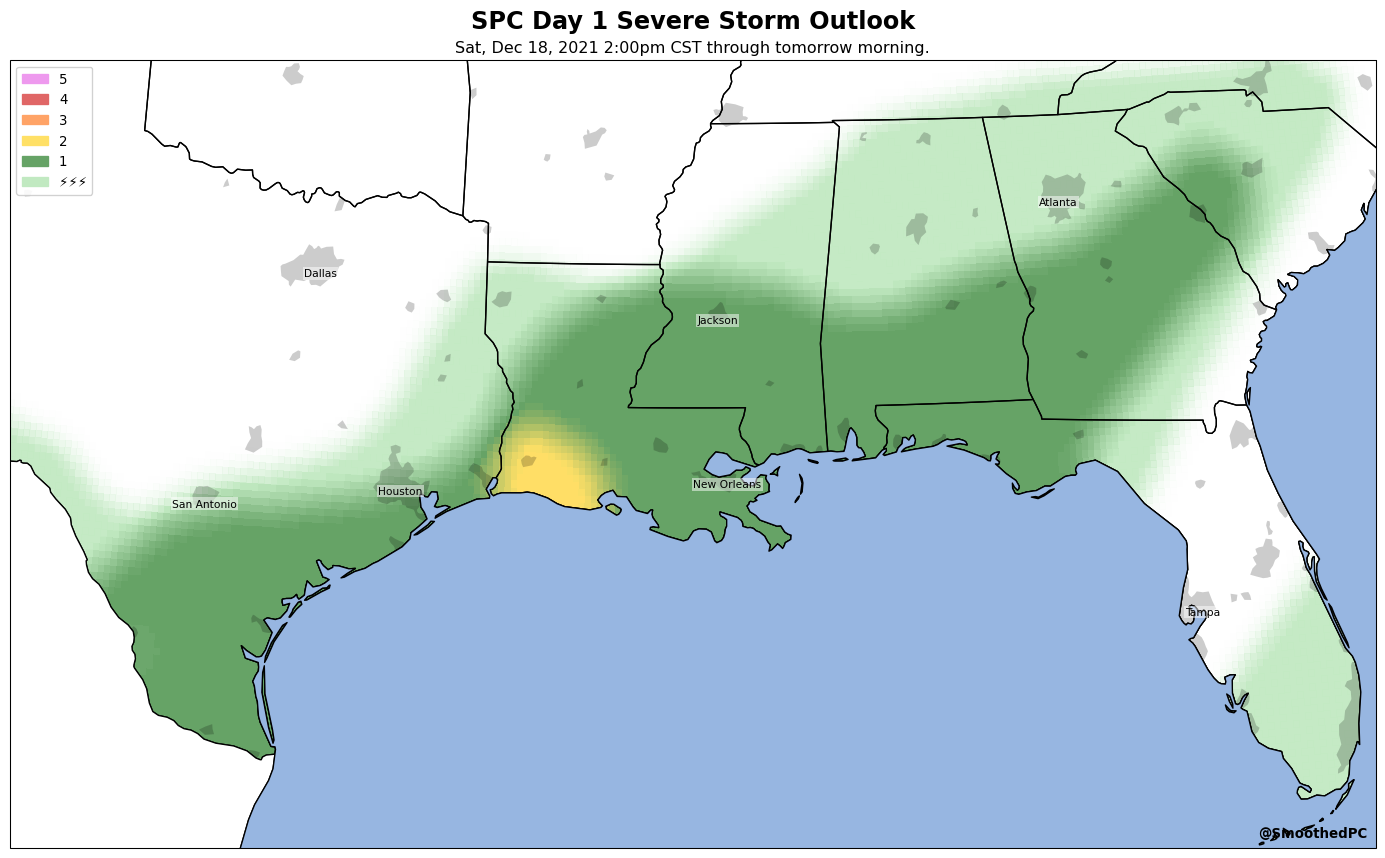 SPC Day 1 Severe Storm Outlook
Sat, Dec 18, 2021 2:00pm CST through tomorrow morning.
5
4
3
2
1
⚡⚡⚡
Atlanta
Dallas
Jackson
New Orleans
Houston
San Antonio
Tampa
@SmoothedPC